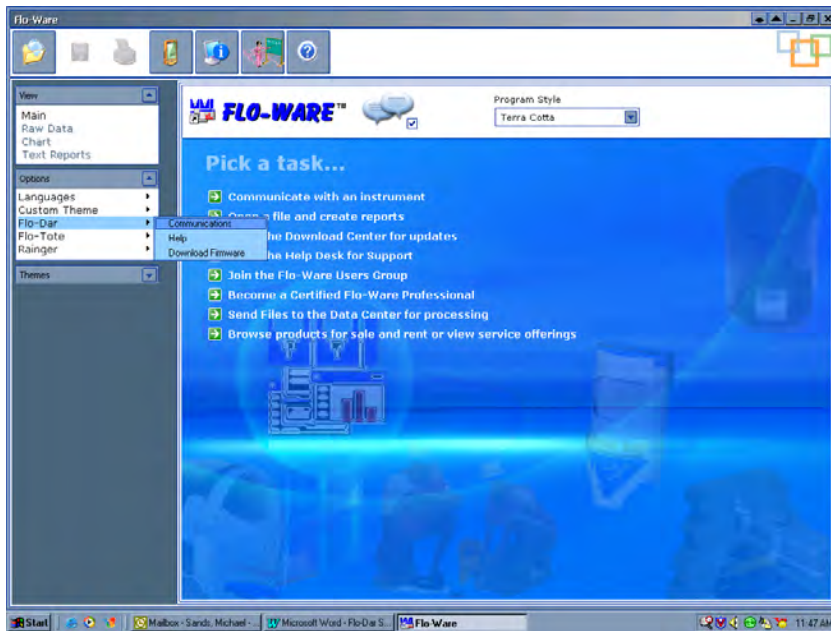 Flo-Ware
View
Main
Raw Data
Chart
Text Reports
Options
Languages
Custom Theme
Flo-Dar
Flo-Tote
Rainger
Themes
Communications
Help
Download Firmware
FLO-WARE™
Program Style
Terra Cotta
Pick a task...
Communicate with an instrument
Open a file and create reports
the Download Center for updates
the Help Desk for Support
Join the Flo-Ware Users Group
Become a Certified Flo-Ware Professional
Send Files to the Data Center for processing
Browse products for sale and rent or view service offerings
Start
Mailbox - Sands, Michael - ...
Microsoft Word - Flo-Dar S...
Flo-Ware
11:47 AM